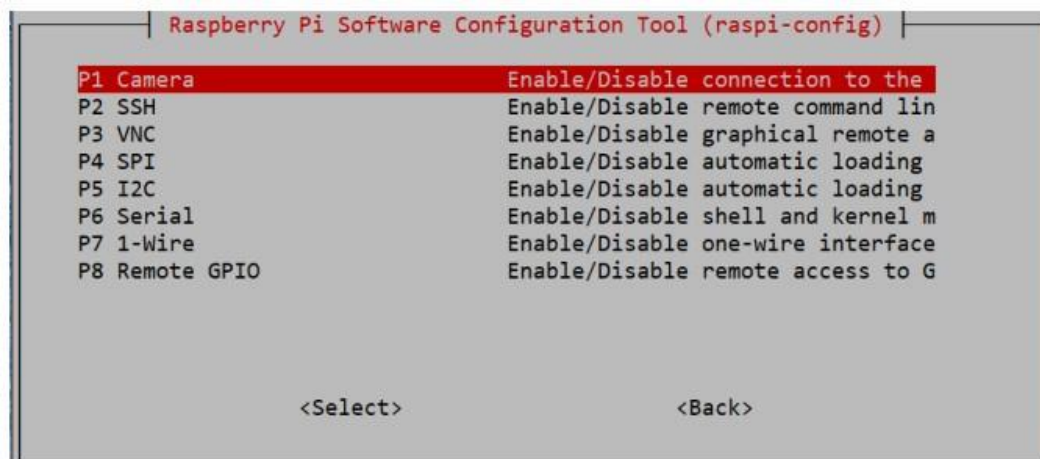 Raspberry Pi Software Configuration Tool (raspi-config)
P1 Camera Enable/Disable connection to the
P2 SSH Enable/Disable remote command lin
P3 VNC Enable/Disable graphical remote a
P4 SPI Enable/Disable automatic loading
P5 I2C Enable/Disable automatic loading
P6 Serial Enable/Disable shell and kernel m
P7 1-Wire Enable/Disable one-wire interface
P8 Remote GPIO Enable/Disable remote access to G
<Select> <Back>